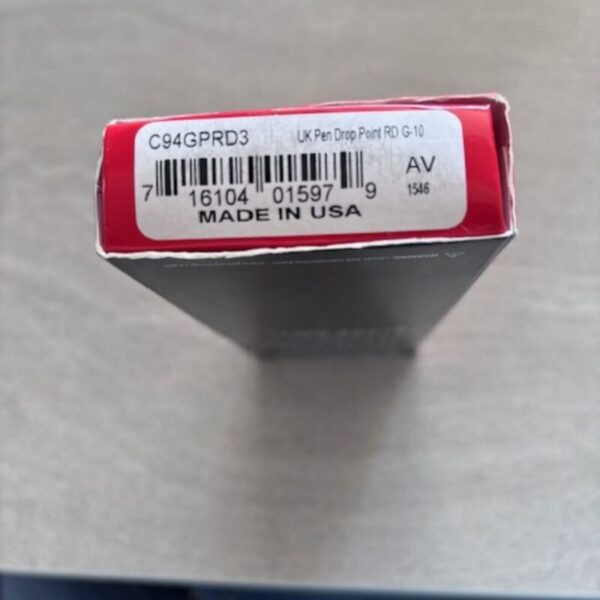 C94GPRD3 UK Pen Drop Point RD G-10
7 16104 01597 9 AV
MADE IN USA 1546